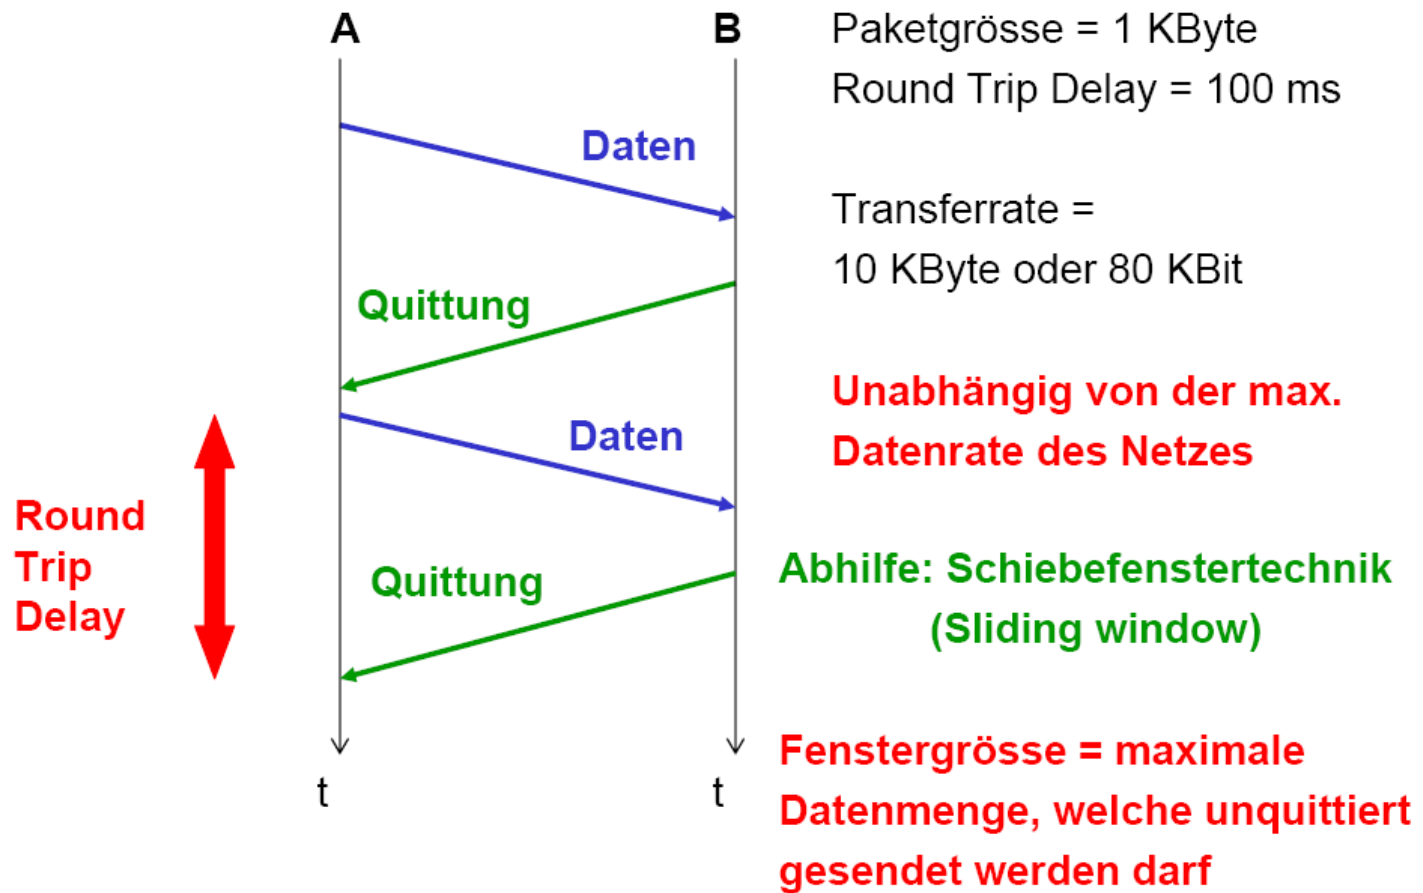 A
B
Paketgrösse = 1 KByte
Round Trip Delay = 100 ms
Daten
Transferrate =
10 KByte oder 80 KBit
Quittung
Unabhängig von der max.
Datenrate des Netzes
Daten
Round
Trip
Delay
Quittung
Abhilfe: Schiebefenstertechnik
(Sliding window)
t
t
Fenstergrösse = maximale
Datenmenge, welche unquittiert
gesendet werden darf